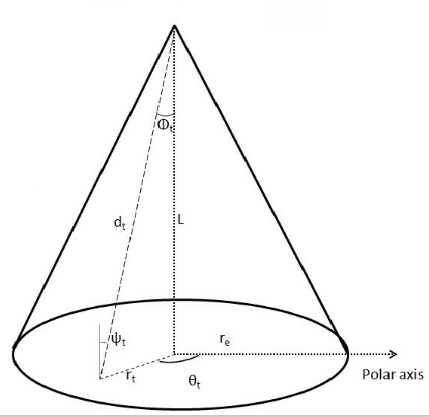 Φₜ
dₜ
L
ψₜ
rₑ
rₜ
θₜ
Polar axis